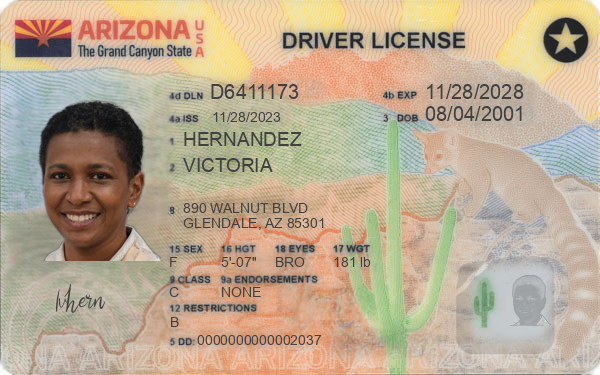 ARIZONA USA
The Grand Canyon State
DRIVER LICENSE
4d DLN D6411173 4b EXP 11/28/2028
4a ISS 11/28/2023 3 DOB 08/04/2001
1 HERNANDEZ
2 VICTORIA
8 890 WALNUT BLVD
GLENDALE, AZ 85301
15 SEX 16 HGT 18 EYES 17 WGT
F 5'-07" BRO 181 lb
9 CLASS 9a ENDORSEMENTS
C NONE
12 RESTRICTIONS
B
5 DD: 0000000000002037
ARIZONA ARIZONA ARIZONA ARIZONA